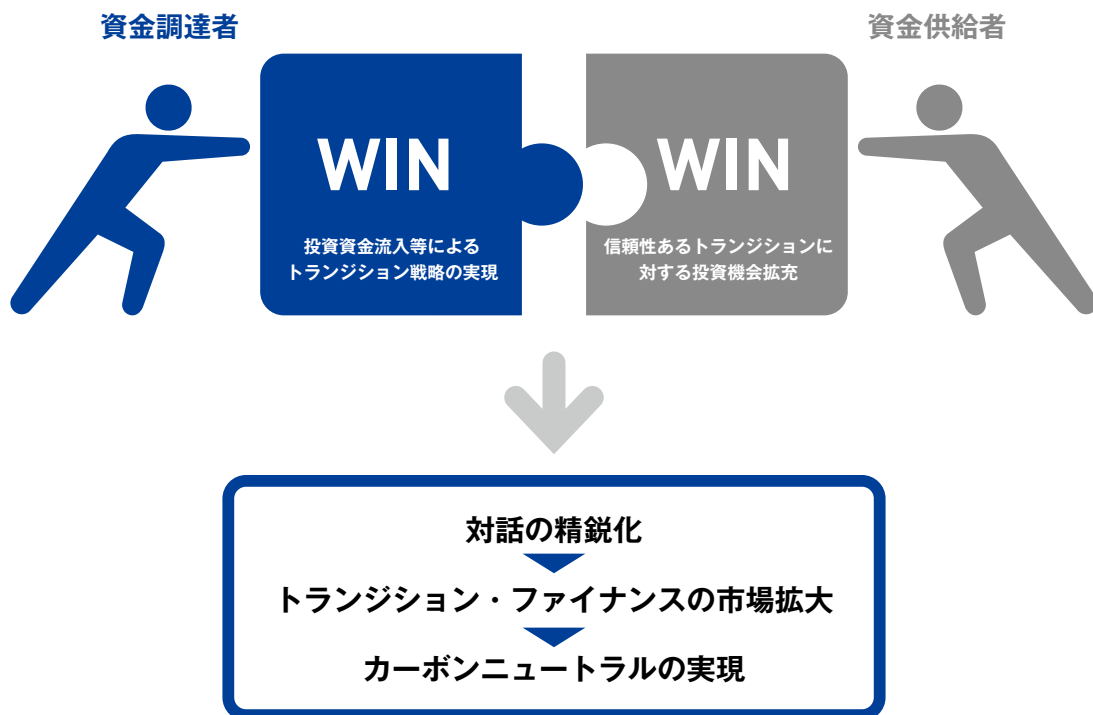 資金調達者
資金供給者
WIN
投資資金流入等による
トランジション戦略の実現
WIN
信頼性あるトランジションに
対する投資機会拡充
対話の精鋭化
トランジション・ファイナンスの市場拡大
カーボンニュートラルの実現